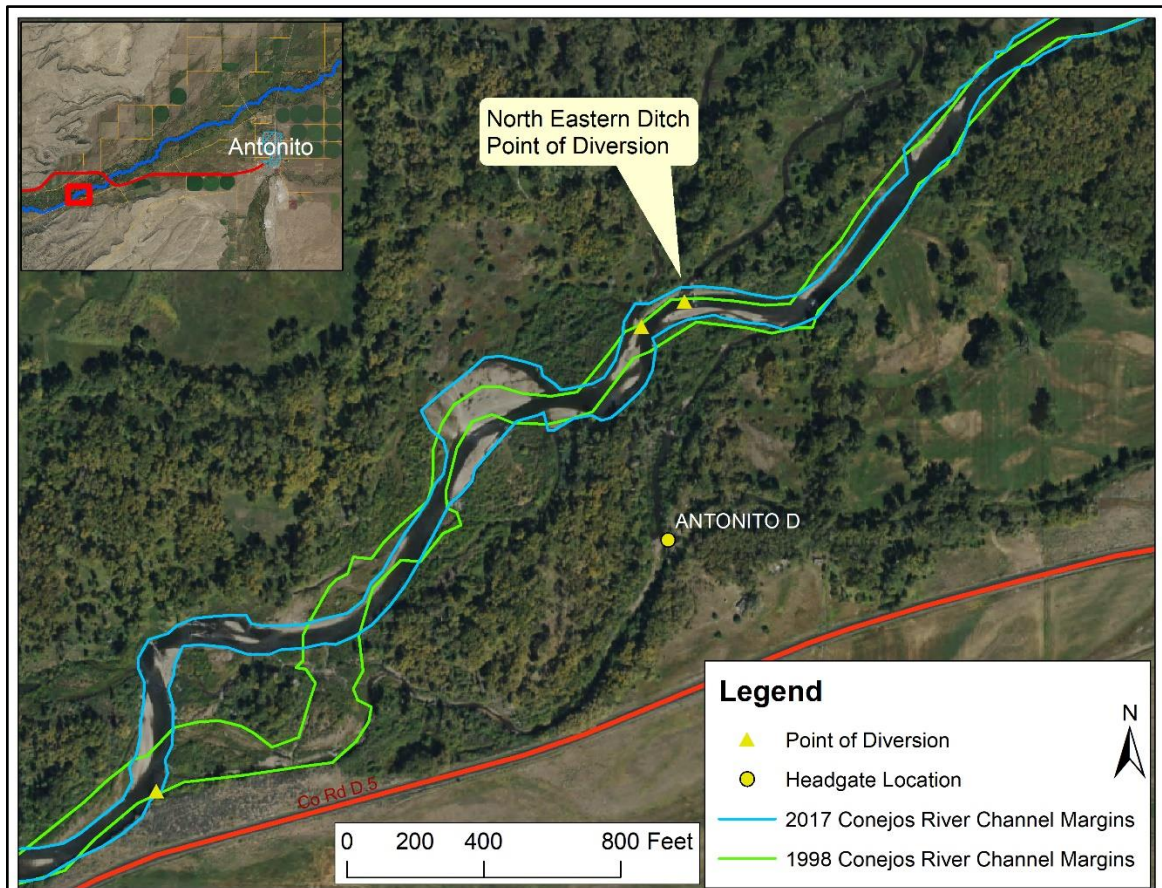 Antonito
North Eastern Ditch
Point of Diversion
ANTONITO D
Co Rd D.5
Legend
Point of Diversion
Headgate Location
2017 Conejos River Channel Margins
1998 Conejos River Channel Margins
N
0 200 400 800 Feet